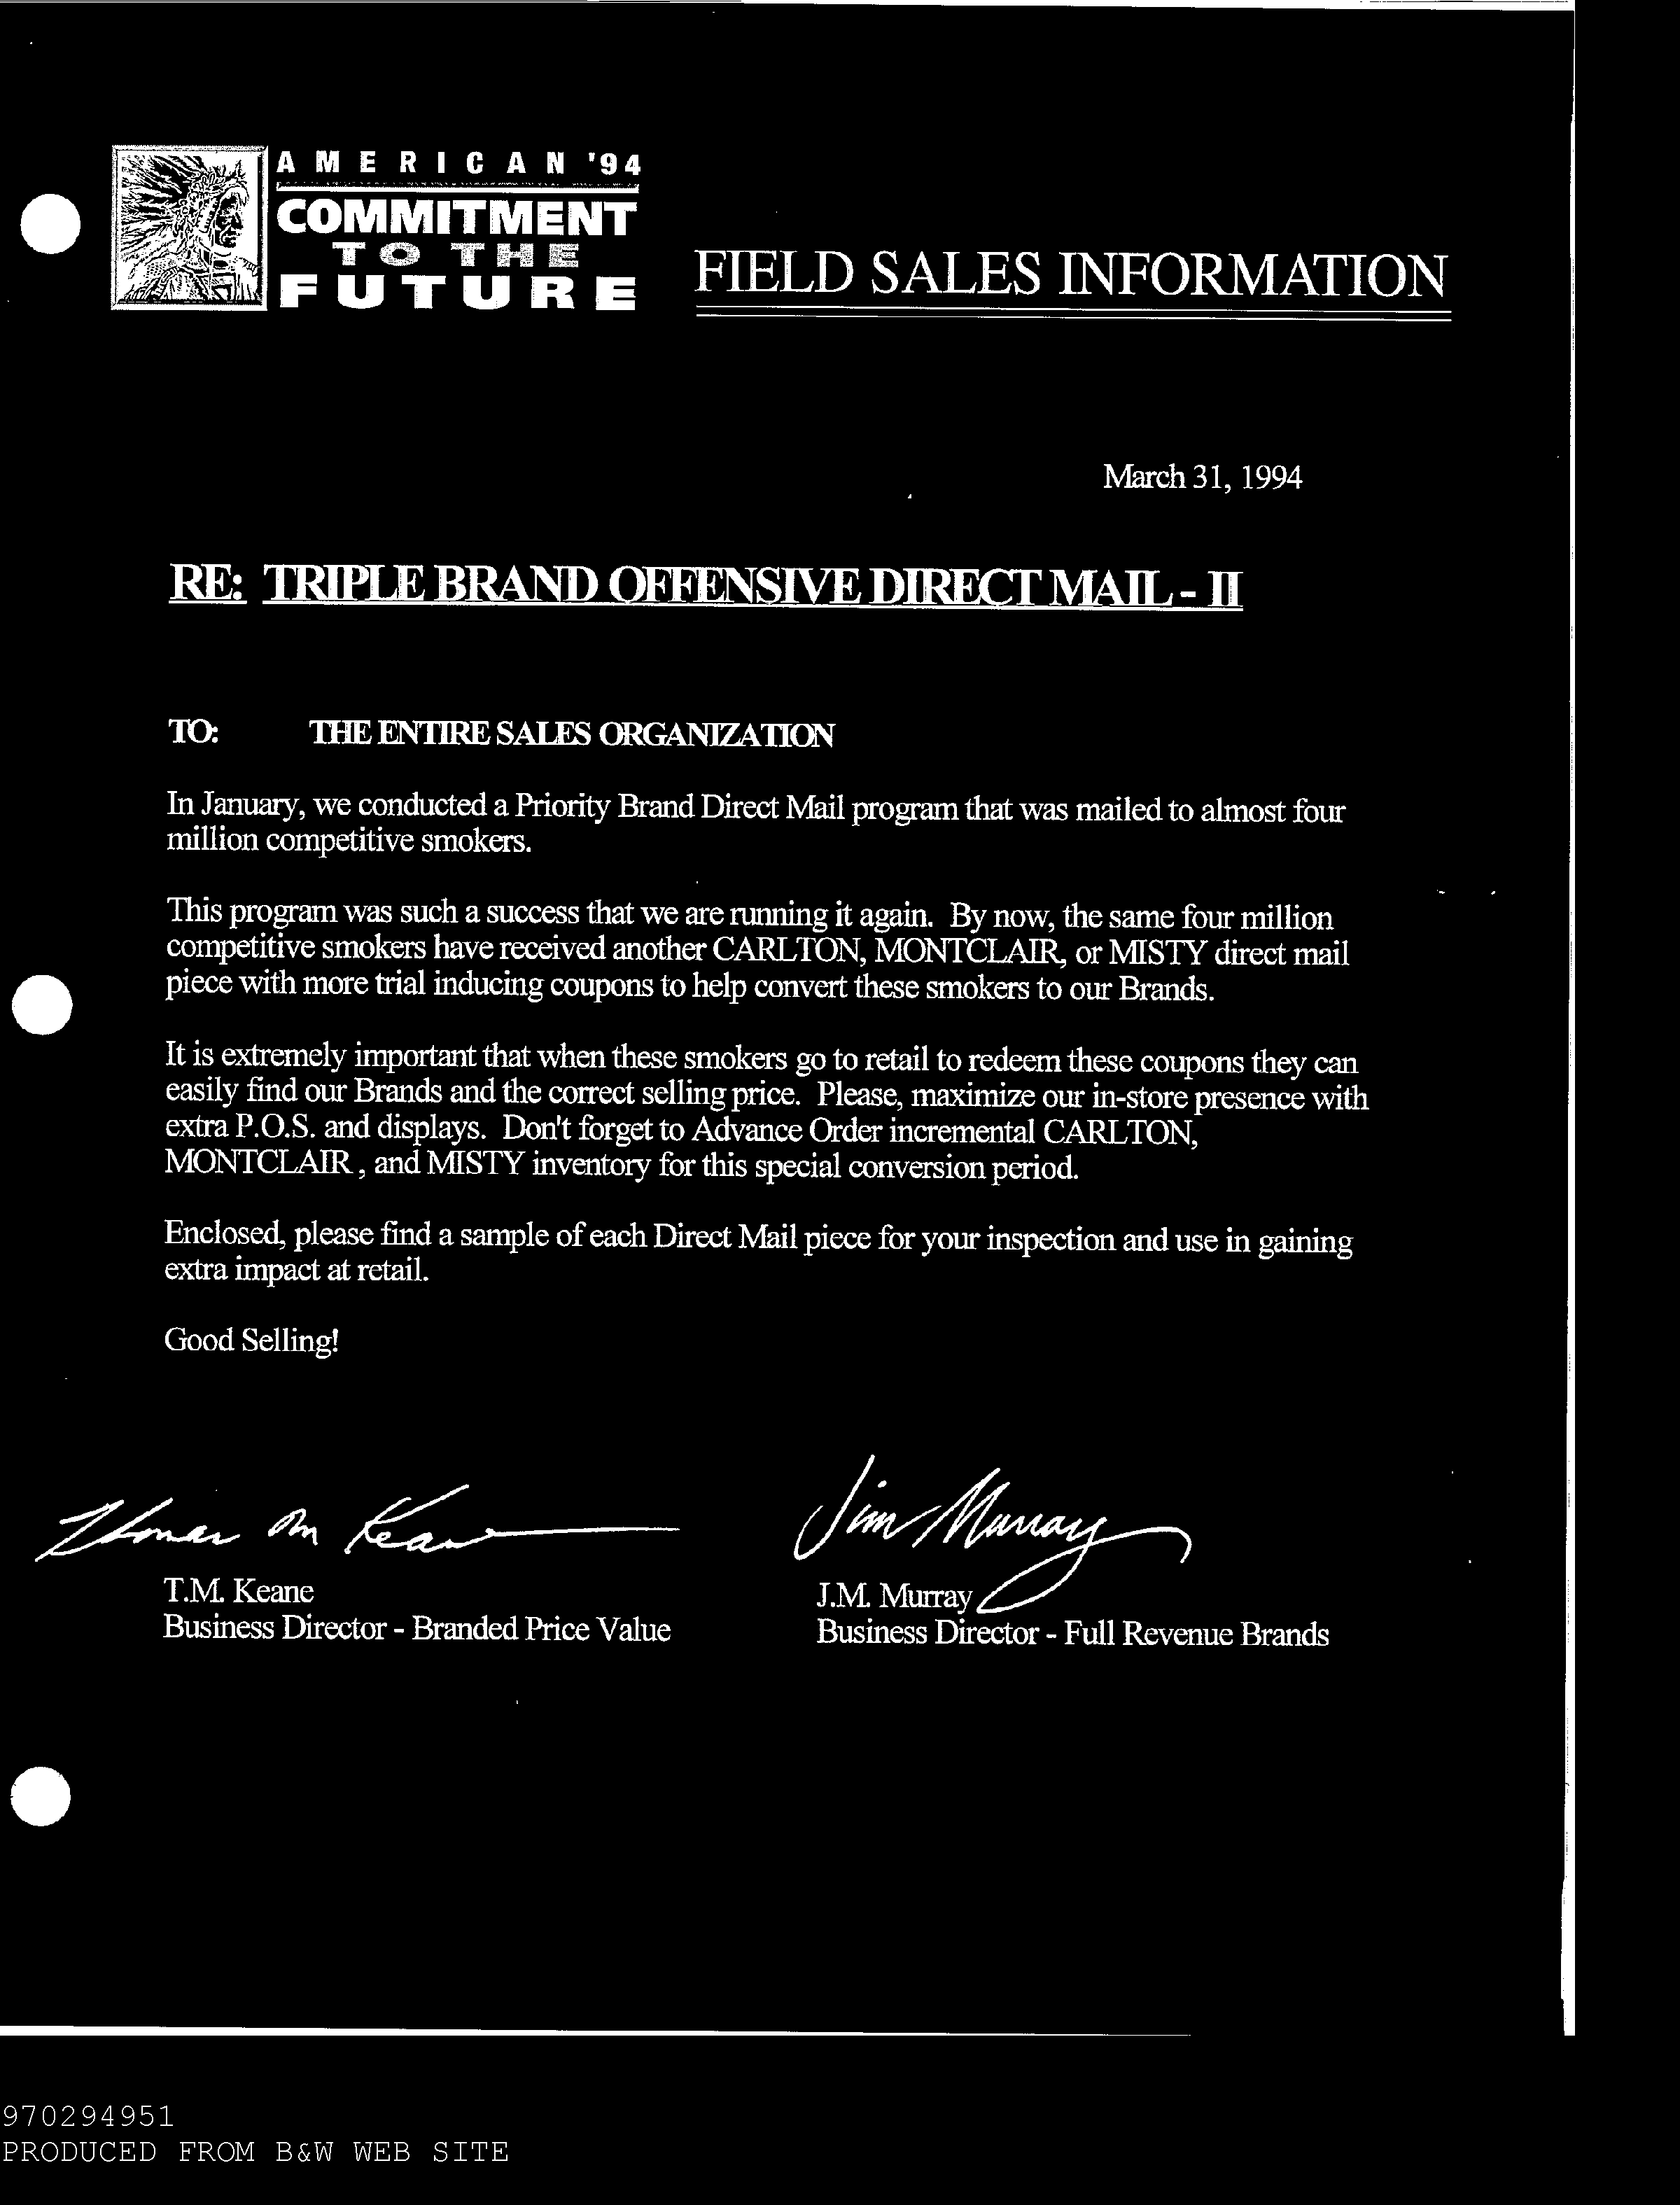 AMERICAN '94
COMMITMENT
TO THE
FUTURE
FIELD SALES INFORMATION
March 31, 1994
RE: TRIPLE BRAND OFFENSIVE DIRECT MAIL - II
TO: THE ENTIRE SALES ORGANIZATION
In January, we conducted a Priority Brand Direct Mail program that was mailed to almost four
million competitive smokers.
This program was such a success that we are running it again. By now, the same four million
competitive smokers have received another CARLTON, MONTCLAIR, or MISTY direct mail
piece with more trial inducing coupons to help convert these smokers to our Brands.
It is extremely important that when these smokers go to retail to redeem these coupons they can
easily find our Brands and the correct selling price. Please, maximize our in-store presence with
extra P.O.S. and displays. Don't forget to Advance Order incremental CARLTON,
MONTCLAIR, and MISTY inventory for this special conversion period.
Enclosed, please find a sample of each Direct Mail piece for your inspection and use in gaining
extra impact at retail.
Good Selling!
Thomas M Keane
Jim Murray
T.M. Keane
Business Director - Branded Price Value
J.M. Murray
Business Director - Full Revenue Brands
970294951
PRODUCED FROM B&W WEB SITE